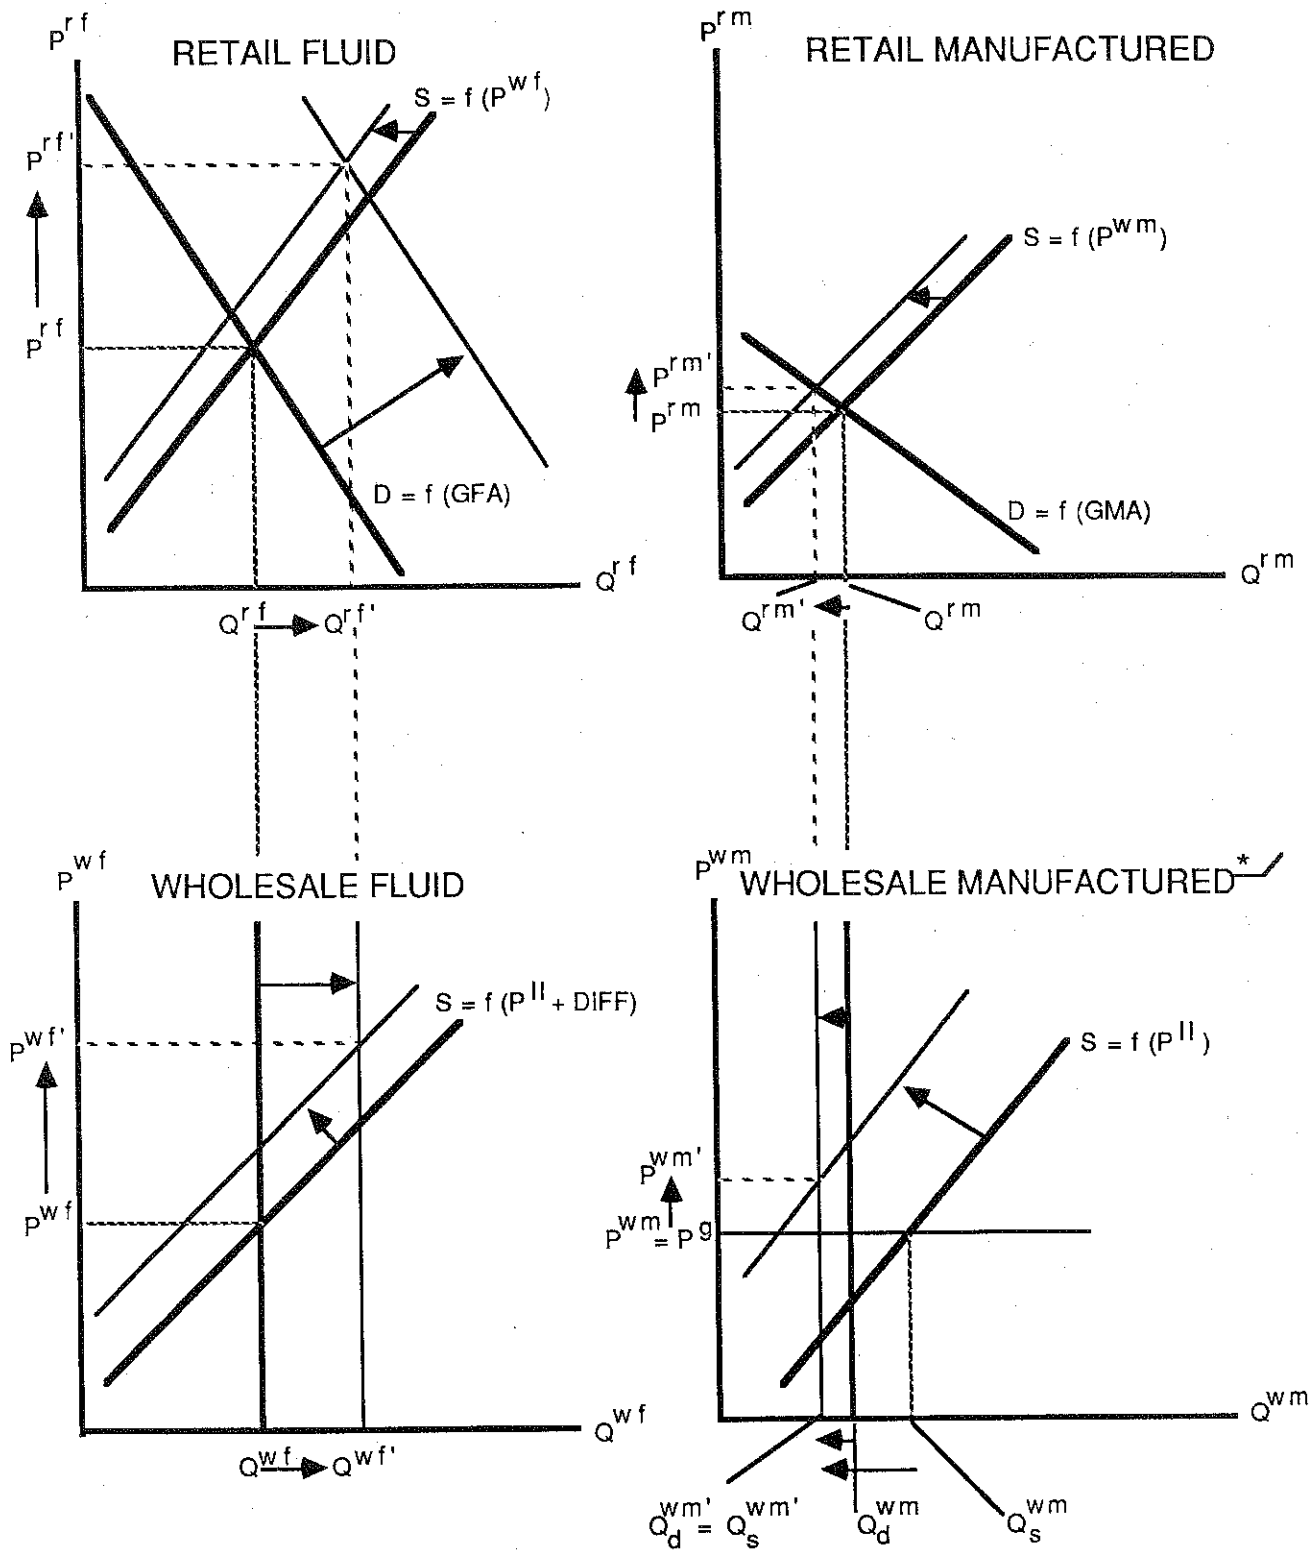 P^rf
RETAIL FLUID
S = f (P^wf)
P^rf'
P^rf
D = f (GFA)
Q^rf
Q^rf Q^rf'
P^rm
RETAIL MANUFACTURED
S = f (P^wm)
P^rm'
P^rm
D = f (GMA)
Q^rm
Q^rm' Q^rm
P^wf
WHOLESALE FLUID
S = f (P^II + DIFF)
P^wf'
P^wf
Q^wf
Q^wf Q^wf'
P^wm
WHOLESALE MANUFACTURED*/
S = f (P^II)
P^wm'
P^wm = P^g
Q^wm
Q_d^wm' = Q_s^wm' Q_d^wm Q_s^wm